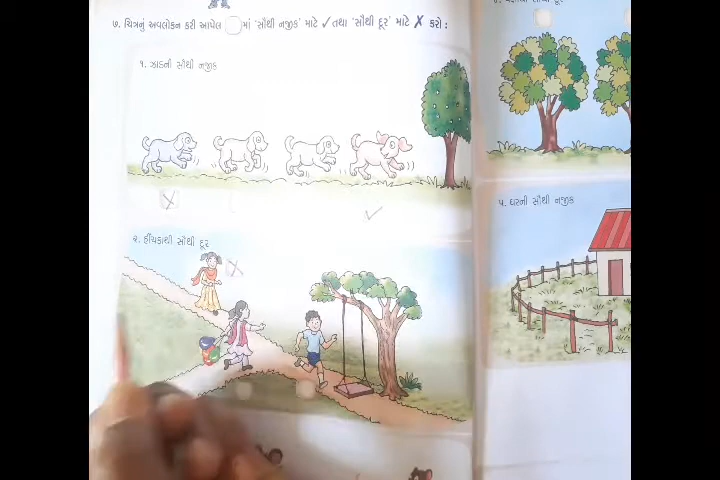 ૭. ચિત્રનું અવલોકન કરી આપેલ માં 'સૌથી નજીક' માટે ✓ તથા 'સૌથી દૂર' માટે ✗ કરો :
૧. ઝાડની સૌથી નજીક
૨. હીંચકાથી સૌથી દૂર
૫. ઘરની સૌથી નજીક